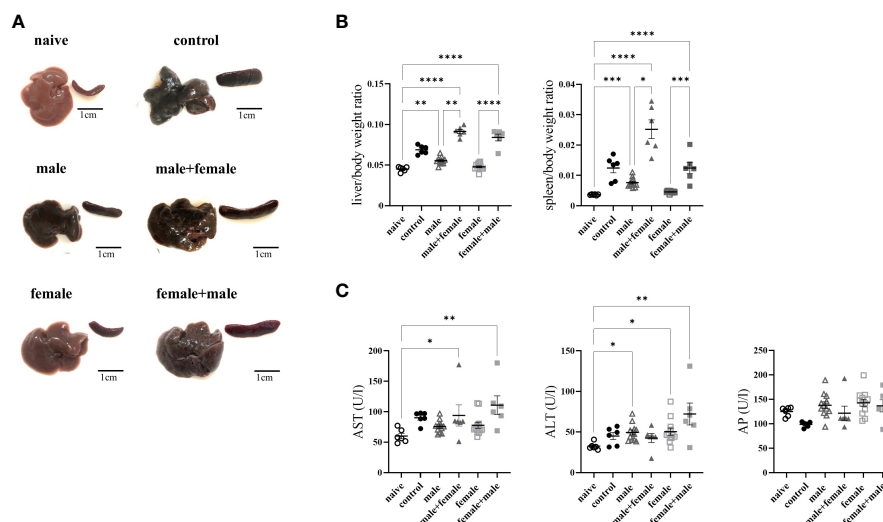 A
naive
control
1cm
1cm
male
male+female
1cm
1cm
female
female+male
1cm
1cm
B
****
****
** ** ****
liver/body weight ratio
0.15
0.10
0.05
0.00
naive
control
male
male+female
female
female+male
****
****
*** * ***
spleen/body weight ratio
0.04
0.03
0.02
0.01
0.00
naive
control
male
male+female
female
female+male
C
**
*
AST (U/l)
200
150
100
50
0
naive
control
male
male+female
female
female+male
**
*
*
ALT (U/l)
200
150
100
50
0
naive
control
male
male+female
female
female+male
AP (U/l)
250
200
150
100
50
0
naive
control
male
male+female
female
female+male